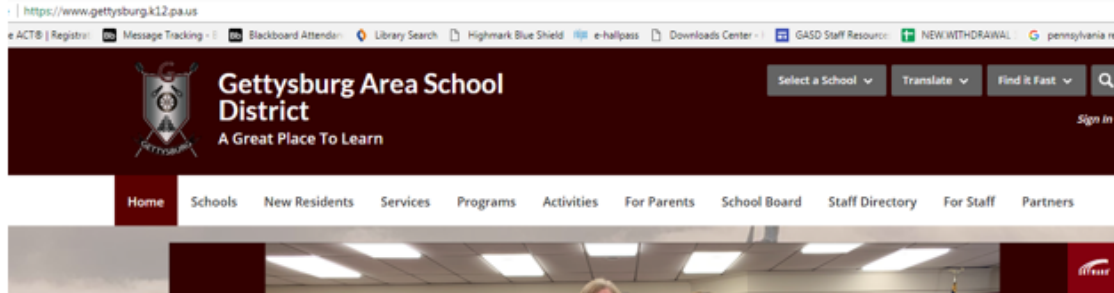 https://www.gettysburg.k12.pa.us
e ACT® | Registrat Message Tracking - E Blackboard Attendan Library Search Highmark Blue Shield e-hallpass Downloads Center - GASD Staff Resource NEW.WITHDRAWAL pennsylvania re
G
Gettysburg Area School
District
A Great Place To Learn
GETTYSBURG
Select a School Translate Find it Fast
Sign In
Home Schools New Residents Services Programs Activities For Parents School Board Staff Directory For Staff Partners